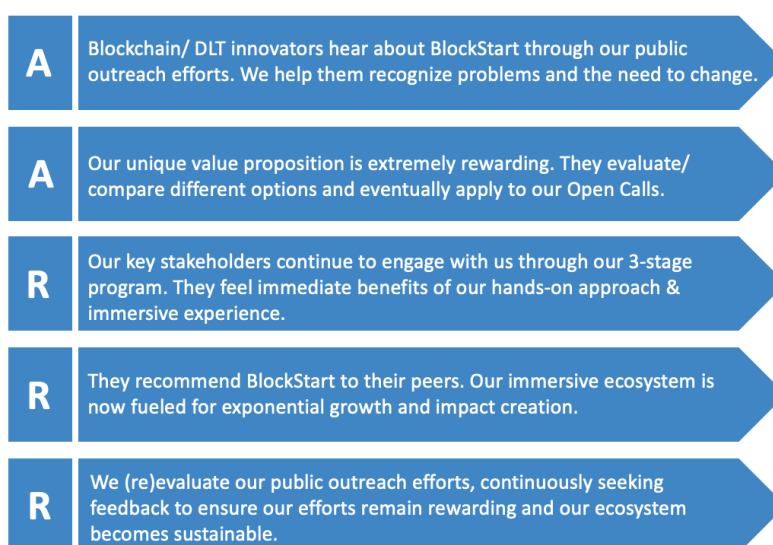 A
Blockchain/ DLT innovators hear about BlockStart through our public
outreach efforts. We help them recognize problems and the need to change.
A
Our unique value proposition is extremely rewarding. They evaluate/
compare different options and eventually apply to our Open Calls.
R
Our key stakeholders continue to engage with us through our 3-stage
program. They feel immediate benefits of our hands-on approach &
immersive experience.
R
They recommend BlockStart to their peers. Our immersive ecosystem is
now fueled for exponential growth and impact creation.
R
We (re)evaluate our public outreach efforts, continuously seeking
feedback to ensure our efforts remain rewarding and our ecosystem
becomes sustainable.